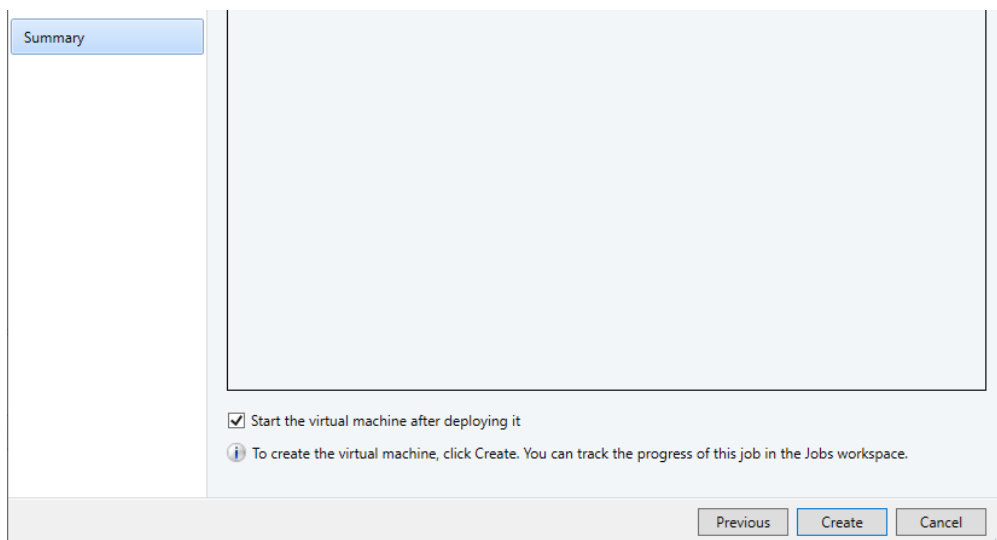 Summary
Start the virtual machine after deploying it
To create the virtual machine, click Create. You can track the progress of this job in the Jobs workspace.
Previous Create Cancel